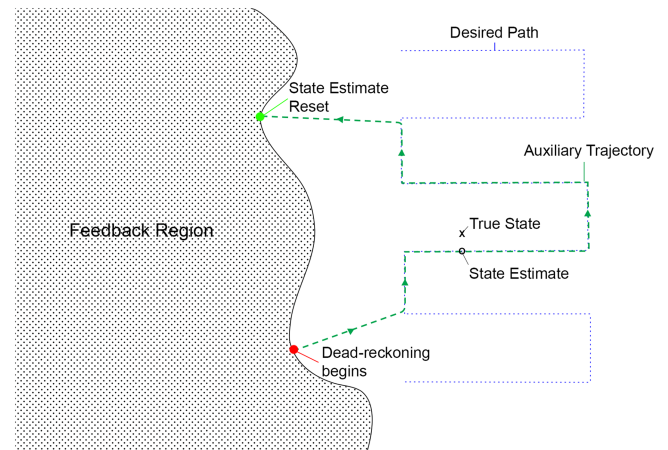 Desired Path
State Estimate
Reset
Auxiliary Trajectory
Feedback Region
True State
State Estimate
Dead-reckoning
begins